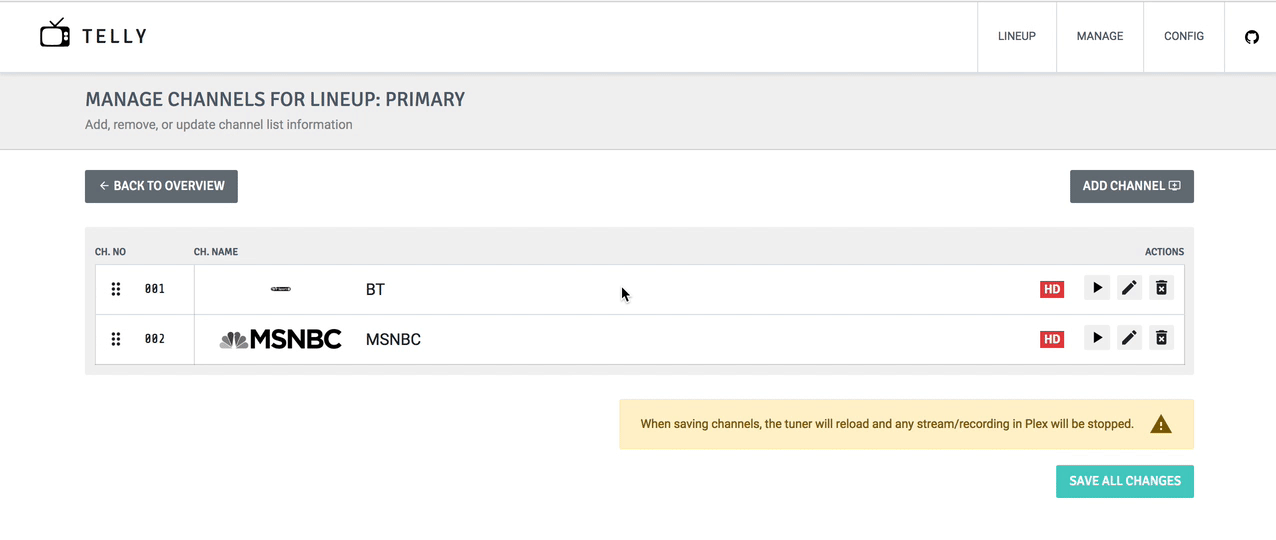 TELLY
LINEUP
MANAGE
CONFIG
MANAGE CHANNELS FOR LINEUP: PRIMARY
Add, remove, or update channel list information
BACK TO OVERVIEW
ADD CHANNEL
CH. NO
CH. NAME
ACTIONS
001
BT
HD
002
MSNBC
MSNBC
HD
When saving channels, the tuner will reload and any stream/recording in Plex will be stopped.
SAVE ALL CHANGES